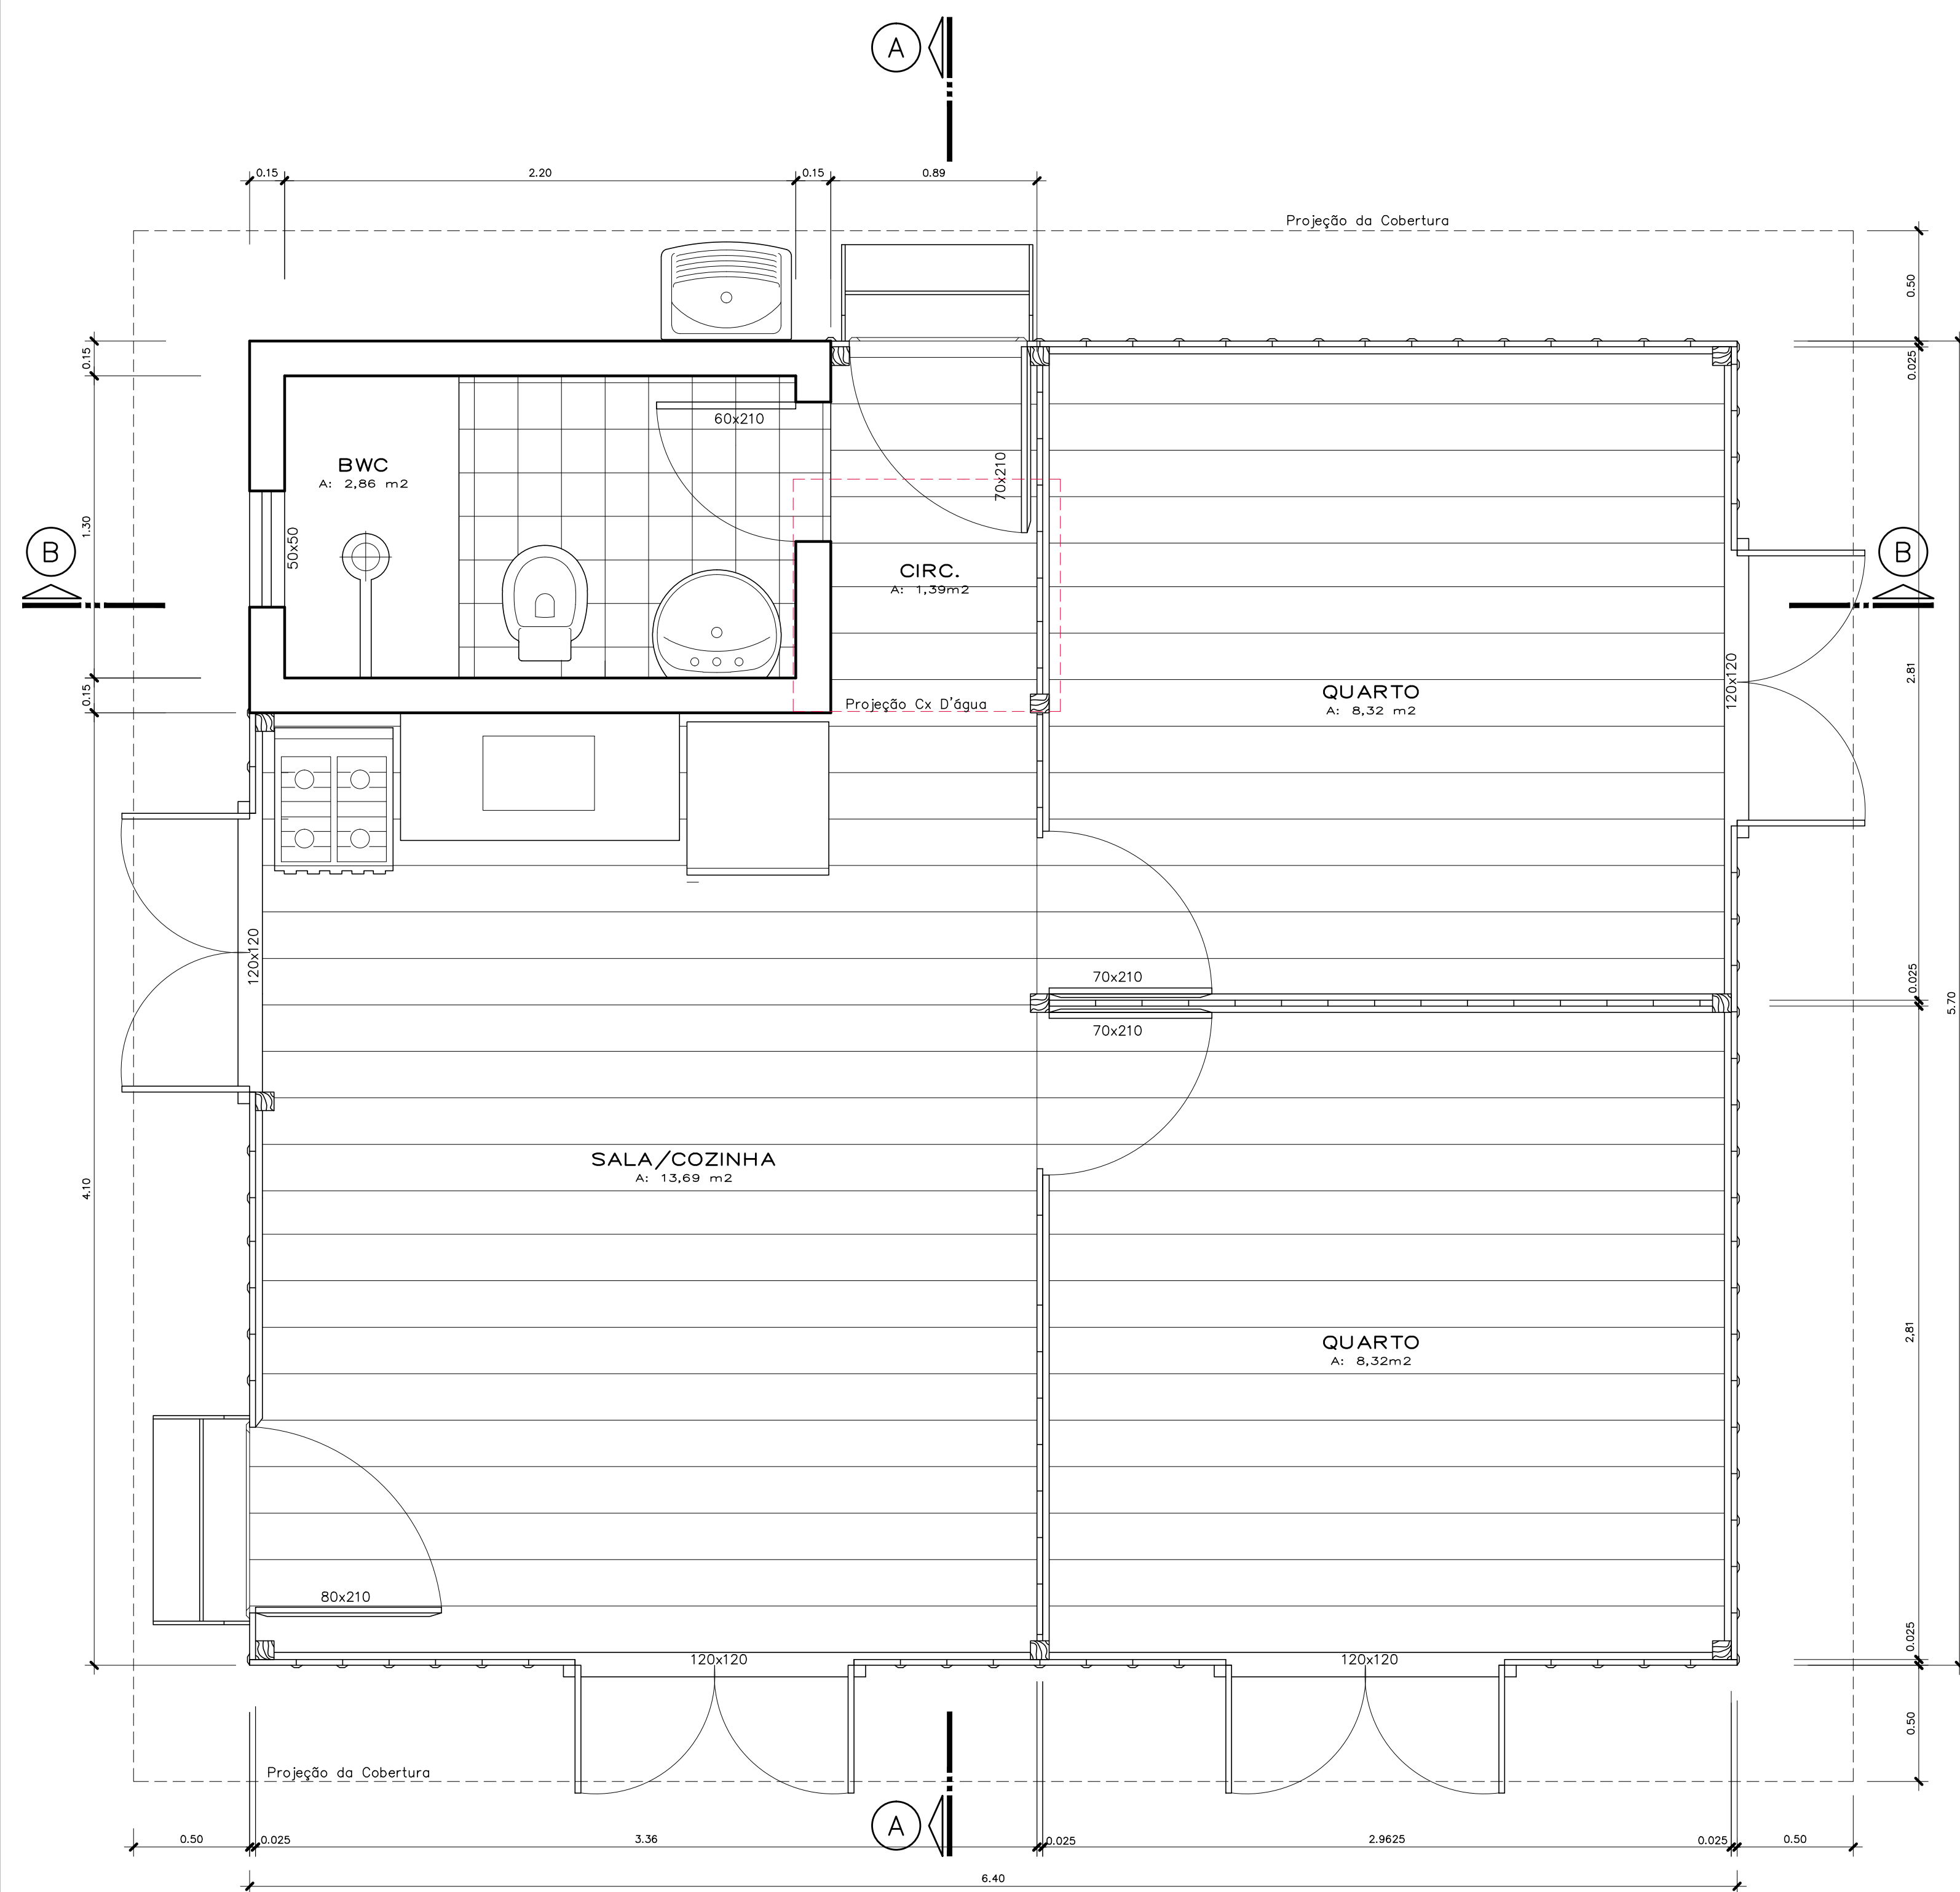 A
0.15
2.20
0.15
0.89
Projeção da Cobertura
0.50
0.15
0.025
60x210
BWC
A: 2,86 m2
70x210
1.30
50x50
B
B
CIRC.
A: 1,39m2
120x120
2.81
QUARTO
A: 8,32 m2
0.15
Projeção Cx D'água
120x120
70x210
0.025
5.70
70x210
SALA/COZINHA
A: 13,69 m2
4.10
QUARTO
A: 8,32m2
2,81
80x210
0.025
120x120
120x120
0.50
Projeção da Cobertura
A
0.50
0.025
3.36
0.025
2.9625
0.025
0.50
6.40